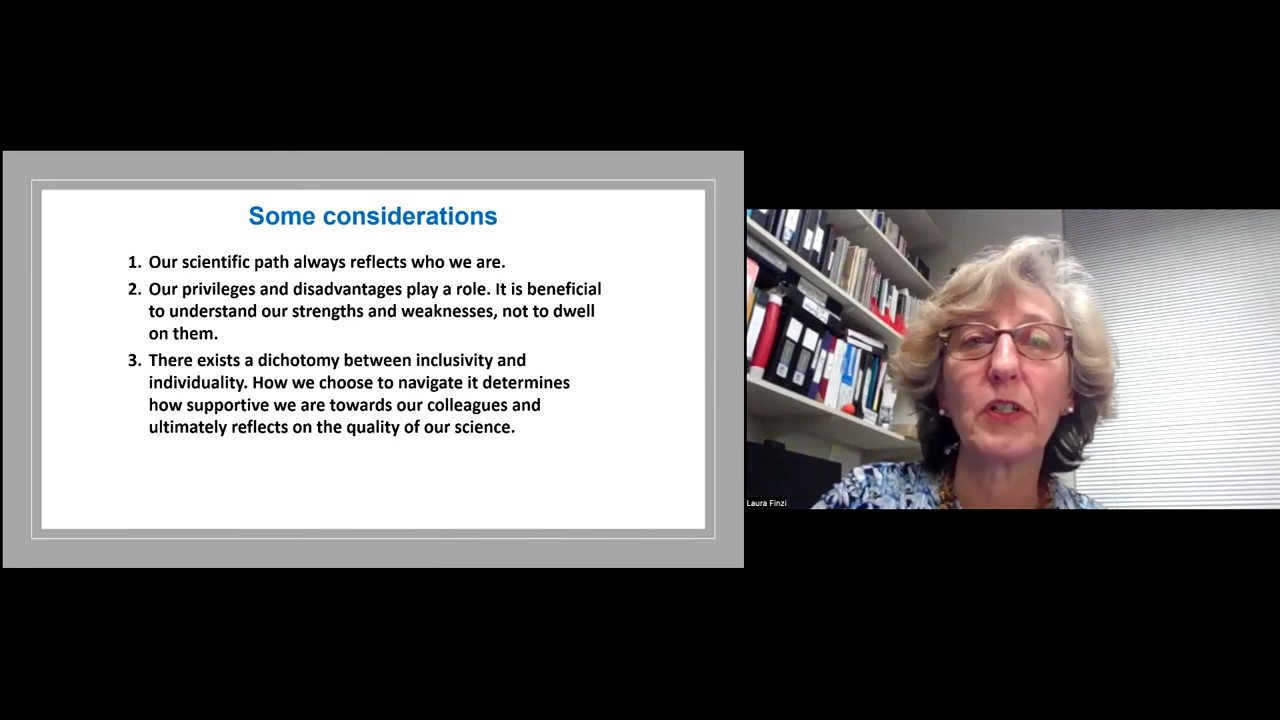 Some considerations
1. Our scientific path always reflects who we are.
2. Our privileges and disadvantages play a role. It is beneficial
to understand our strengths and weaknesses, not to dwell
on them.
3. There exists a dichotomy between inclusivity and
individuality. How we choose to navigate it determines
how supportive we are towards our colleagues and
ultimately reflects on the quality of our science.
Laura Finzi